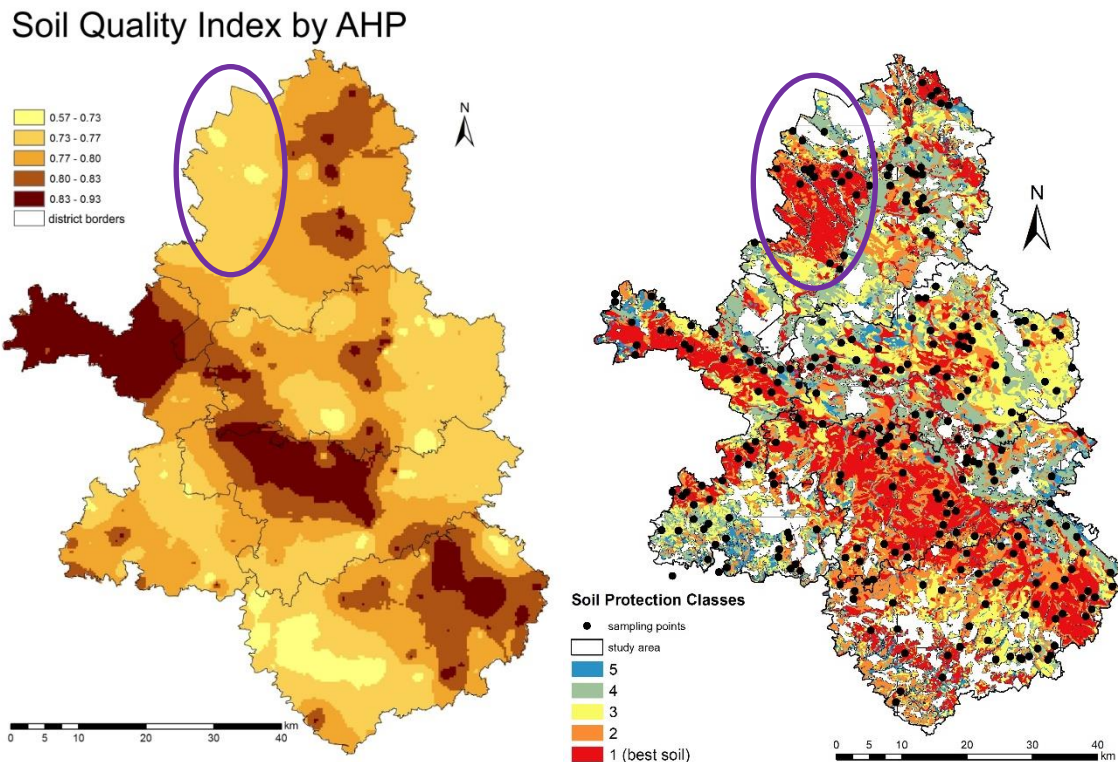 Soil Quality Index by AHP
0.57 - 0.73
0.73 - 0.77
0.77 - 0.80
0.80 - 0.83
0.83 - 0.93
district borders
N
km
0 5 10 20 30 40
N
Soil Protection Classes
sampling points
study area
5
4
3
2
1 (best soil)
0 5 10 20 30 40
km